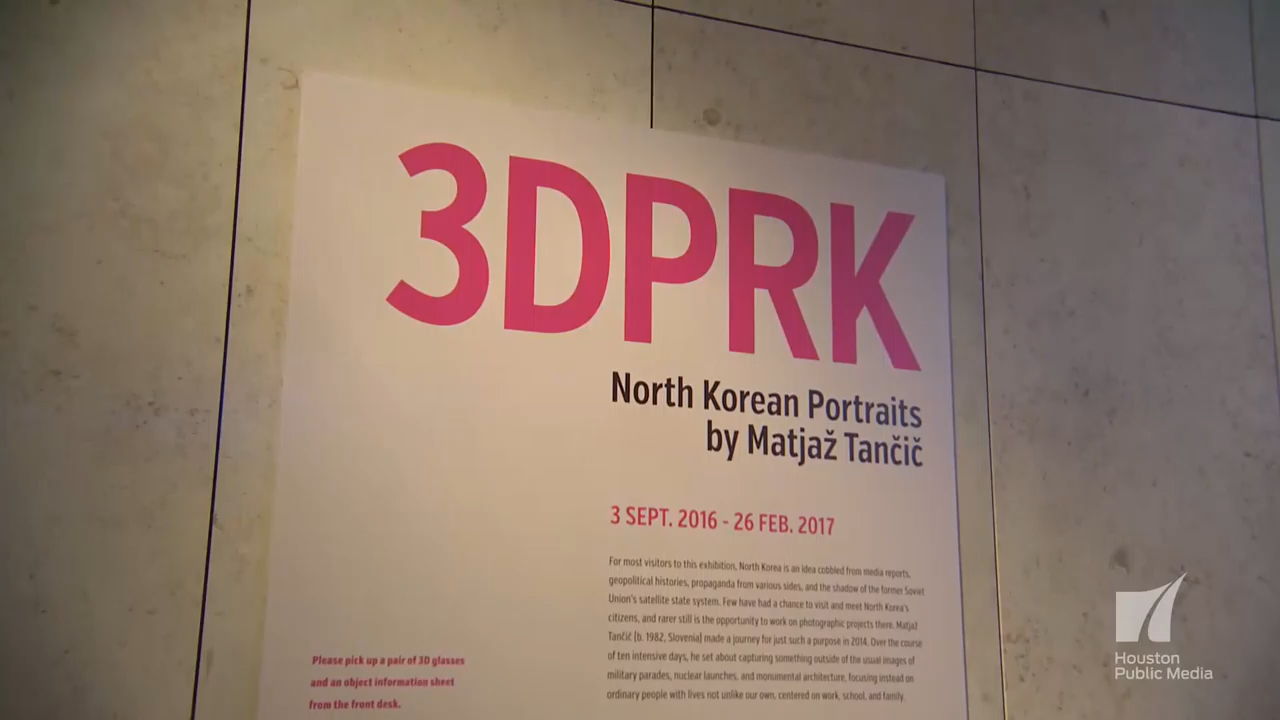 3DPRK
North Korean Portraits
by Matjaž Tančič
3 SEPT. 2016 - 26 FEB. 2017
For most visitors to this exhibition, North Korea is an idea cobbled from media reports,
geopolitical histories, propaganda from various sides, and the shadow of the former Soviet
Union's satellite state system. Few have had a chance to visit and meet North Korea's
citizens, and rarer still is the opportunity to work on photographic projects there. Matjaž
Tančič [b. 1982, Slovenia] made a journey for just such a purpose in 2014. Over the course
of ten intensive days, he set about capturing something outside of the usual images of
military parades, nuclear launches, and monumental architecture, focusing instead on
ordinary people with lives not unlike our own, centered on work, school, and family.
Please pick up a pair of 3D glasses
and an object information sheet
from the front desk.
Houston
Public Media